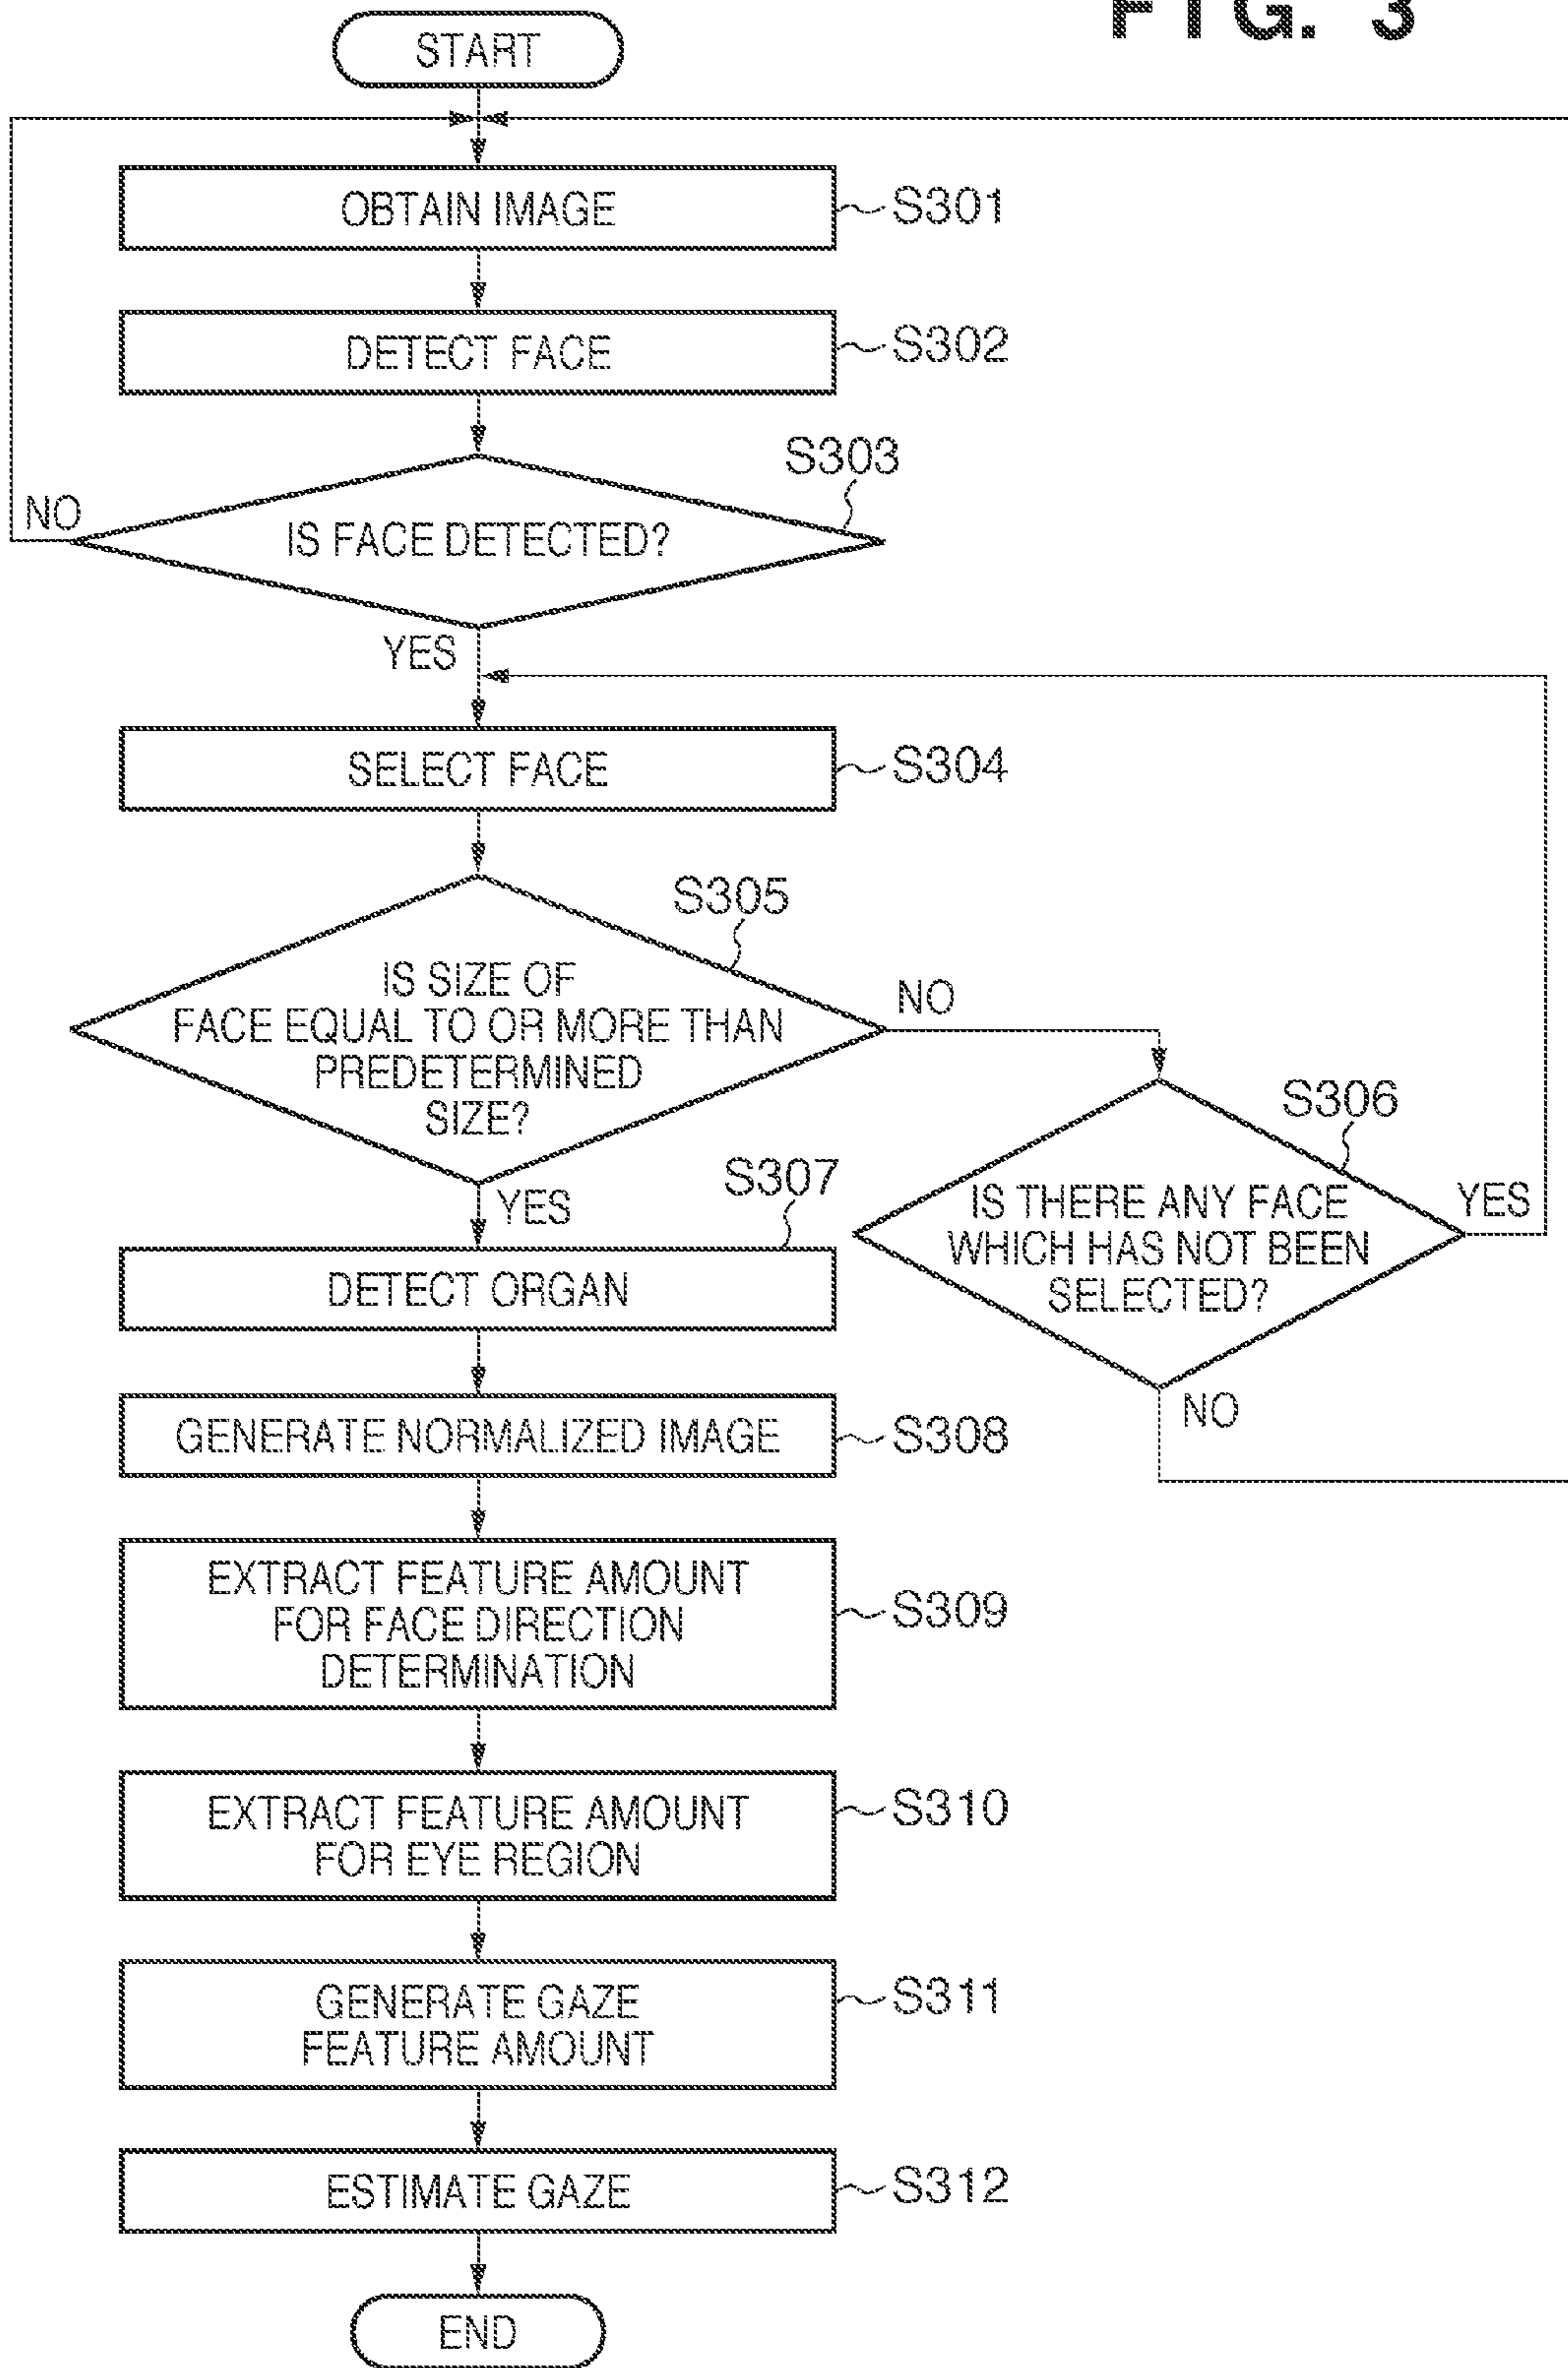 FIG. 3
START
OBTAIN IMAGE
S301
DETECT FACE
S302
S303
NO
IS FACE DETECTED?
YES
SELECT FACE
S304
S305
IS SIZE OF
FACE EQUAL TO OR MORE THAN
PREDETERMINED
SIZE?
NO
S306
IS THERE ANY FACE
WHICH HAS NOT BEEN
SELECTED?
YES
NO
YES
S307
DETECT ORGAN
GENERATE NORMALIZED IMAGE
S308
EXTRACT FEATURE AMOUNT
FOR FACE DIRECTION
DETERMINATION
S309
EXTRACT FEATURE AMOUNT
FOR EYE REGION
S310
GENERATE GAZE
FEATURE AMOUNT
S311
ESTIMATE GAZE
S312
END